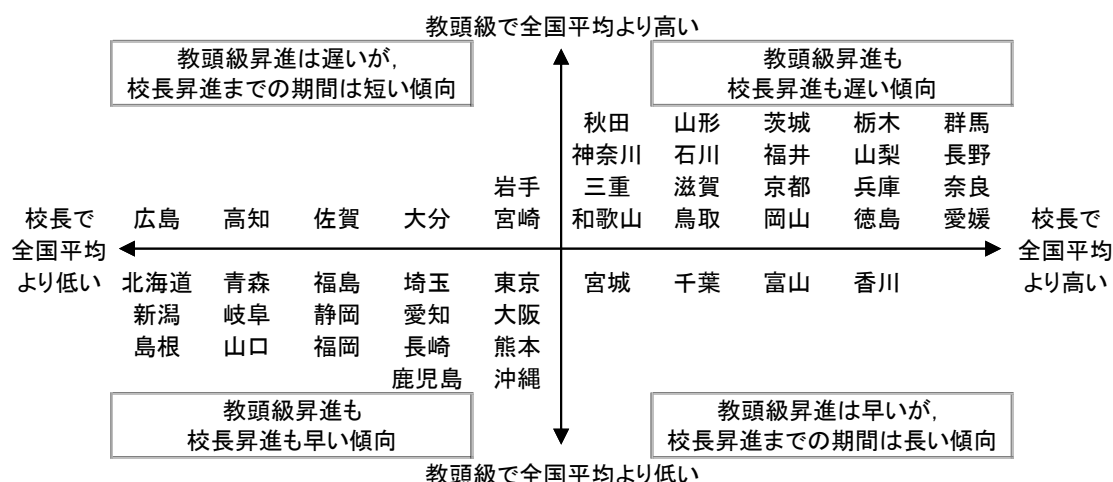 教頭級で全国平均より高い
教頭級昇進は遅いが,
校長昇進までの期間は短い傾向
教頭級昇進も
校長昇進も遅い傾向
秋田 山形 茨城 栃木 群馬
神奈川 石川 福井 山梨 長野
岩手 三重 滋賀 京都 兵庫 奈良
広島 高知 佐賀 大分 宮崎 和歌山 鳥取 岡山 徳島 愛媛
校長で
全国平均
より低い
校長で
全国平均
より高い
北海道 青森 福島 埼玉 東京 宮城 千葉 富山 香川
新潟 岐阜 静岡 愛知 大阪
島根 山口 福岡 長崎 熊本
鹿児島 沖縄
教頭級昇進も
校長昇進も早い傾向
教頭級昇進は早いが,
校長昇進までの期間は長い傾向
教頭級で全国平均より低い